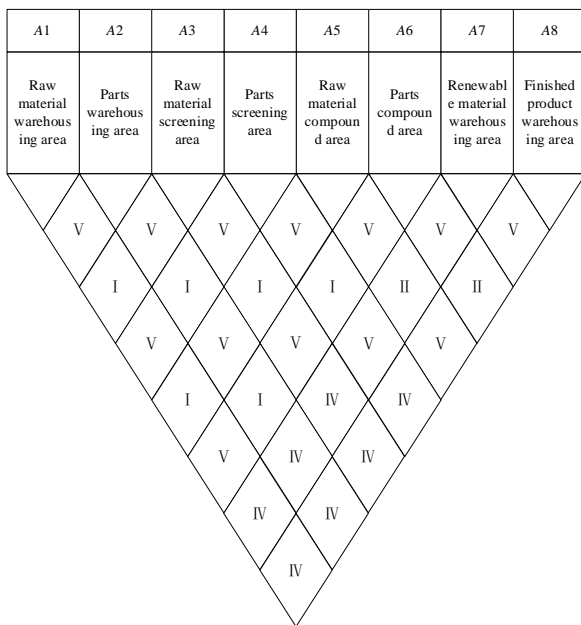 A1 A2 A3 A4 A5 A6 A7 A8
Raw
material
warehous
ing area
Parts
warehous
ing area
Raw
material
screening
area
Parts
screening
area
Raw
material
compoun
d area
Parts
compoun
d area
Renewabl
e material
warehous
ing area
Finished
product
warehous
ing area
V V V V V V V
I I I I II II
V V V V V
I I IV IV
V IV IV
IV IV
IV